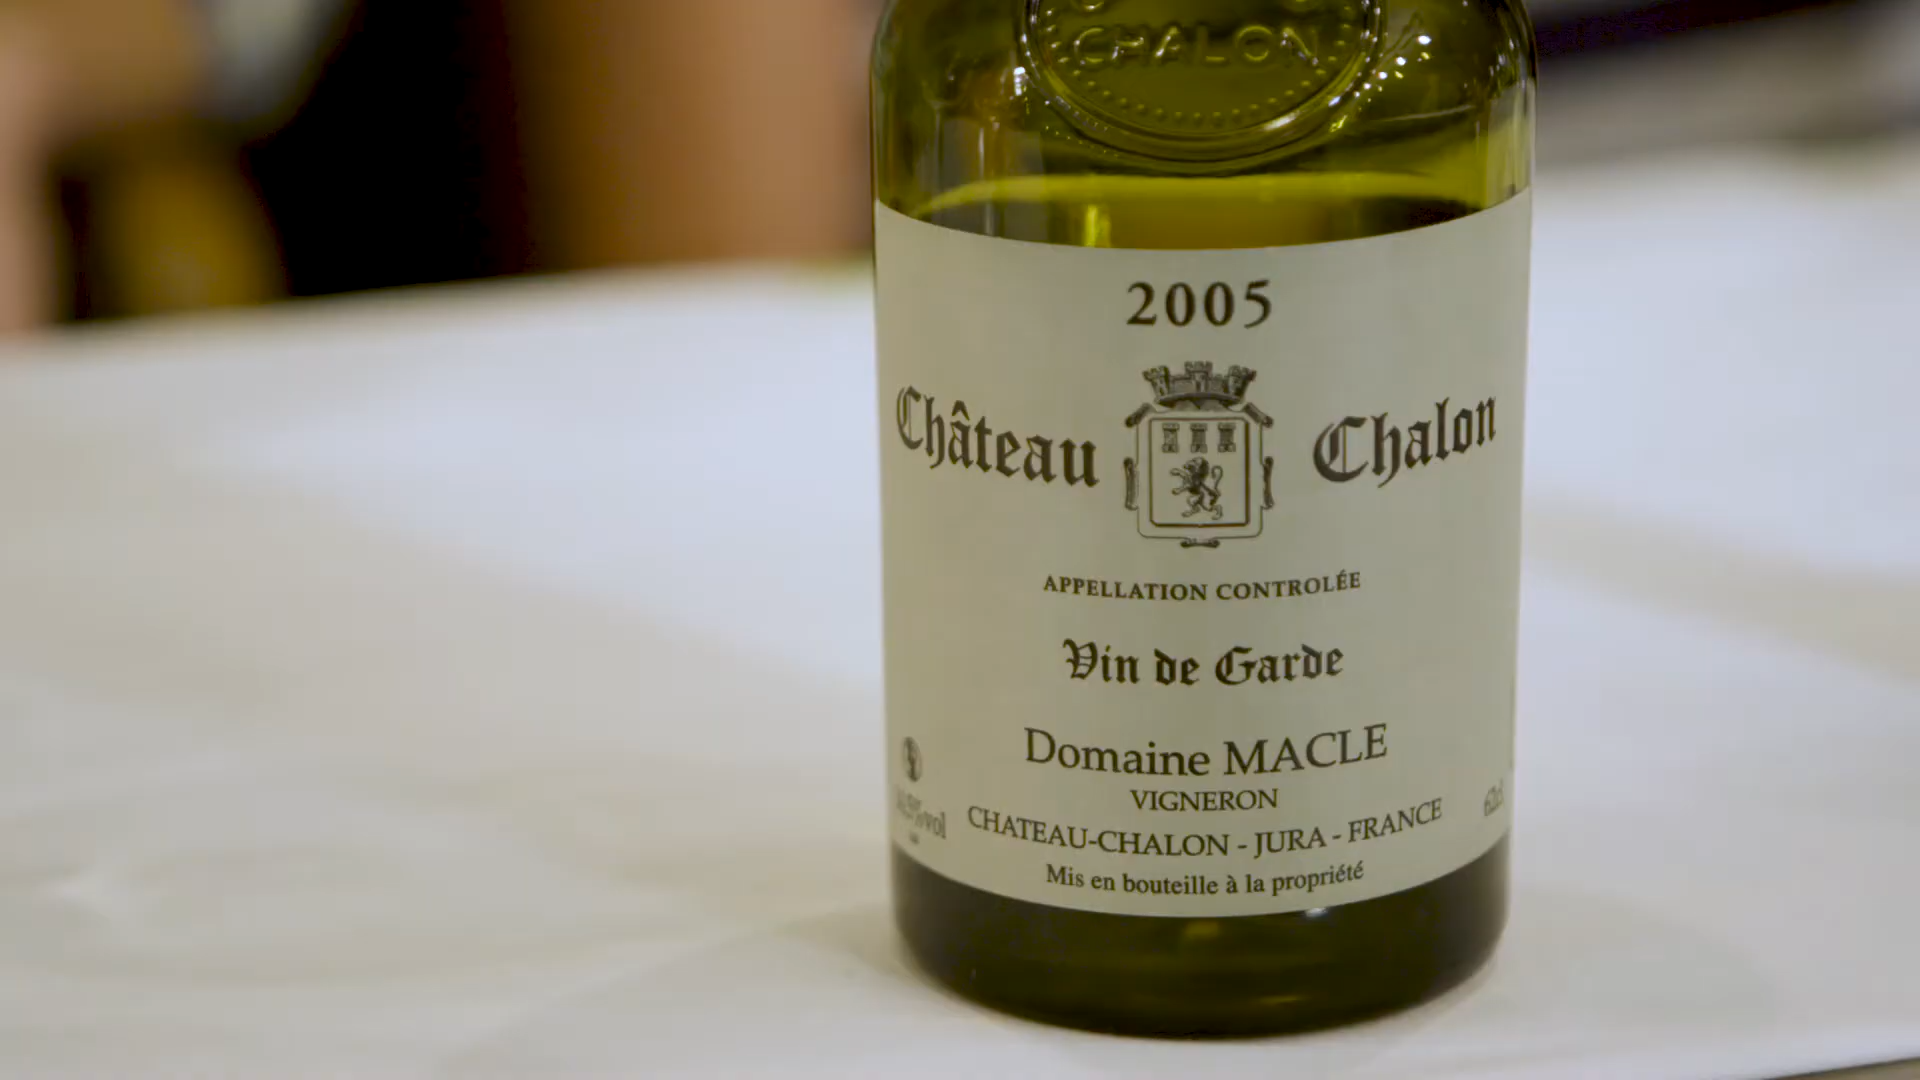 CHALON
2005
Château Chalon
APPELLATION CONTROLÉE
Vin de Garde
Domaine MACLE
VIGNERON
CHATEAU-CHALON - JURA - FRANCE
Mis en bouteille à la propriété